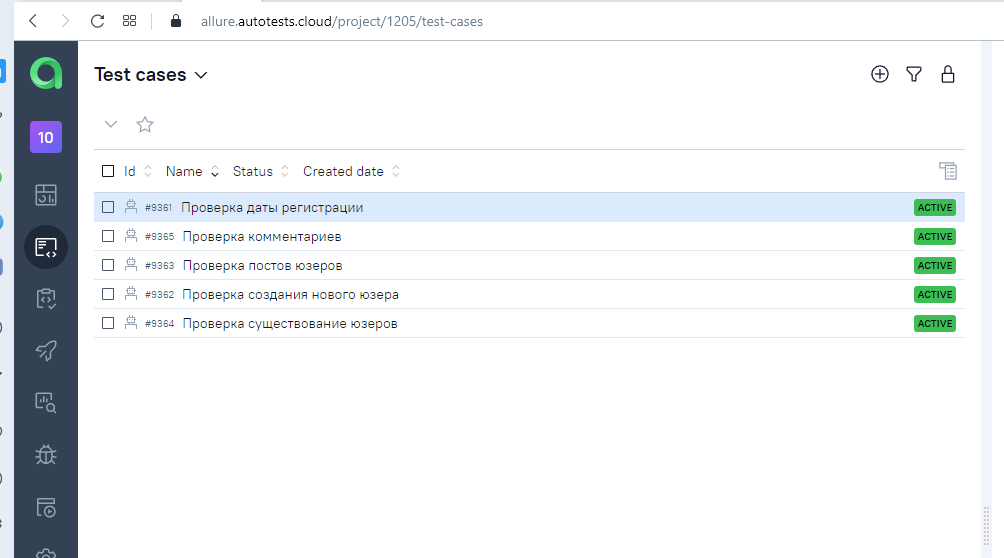 allure.autotests.cloud/project/1205/test-cases
Test cases
10
Id Name Status Created date
#9361 Проверка даты регистрации ACTIVE
#9365 Проверка комментариев ACTIVE
#9363 Проверка постов юзеров ACTIVE
#9362 Проверка создания нового юзера ACTIVE
#9364 Проверка существование юзеров ACTIVE